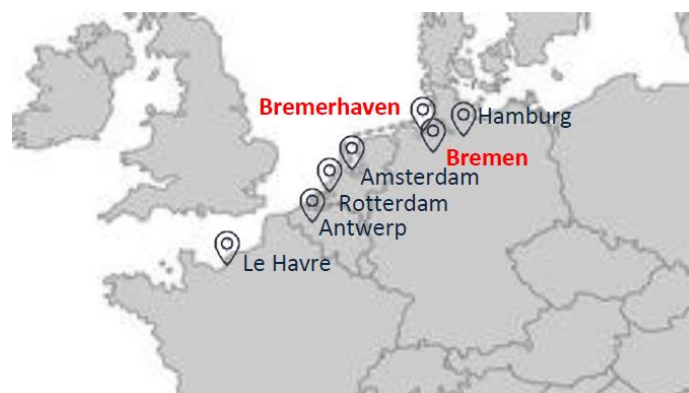 Bremerhaven
Hamburg
Bremen
Amsterdam
Rotterdam
Antwerp
Le Havre